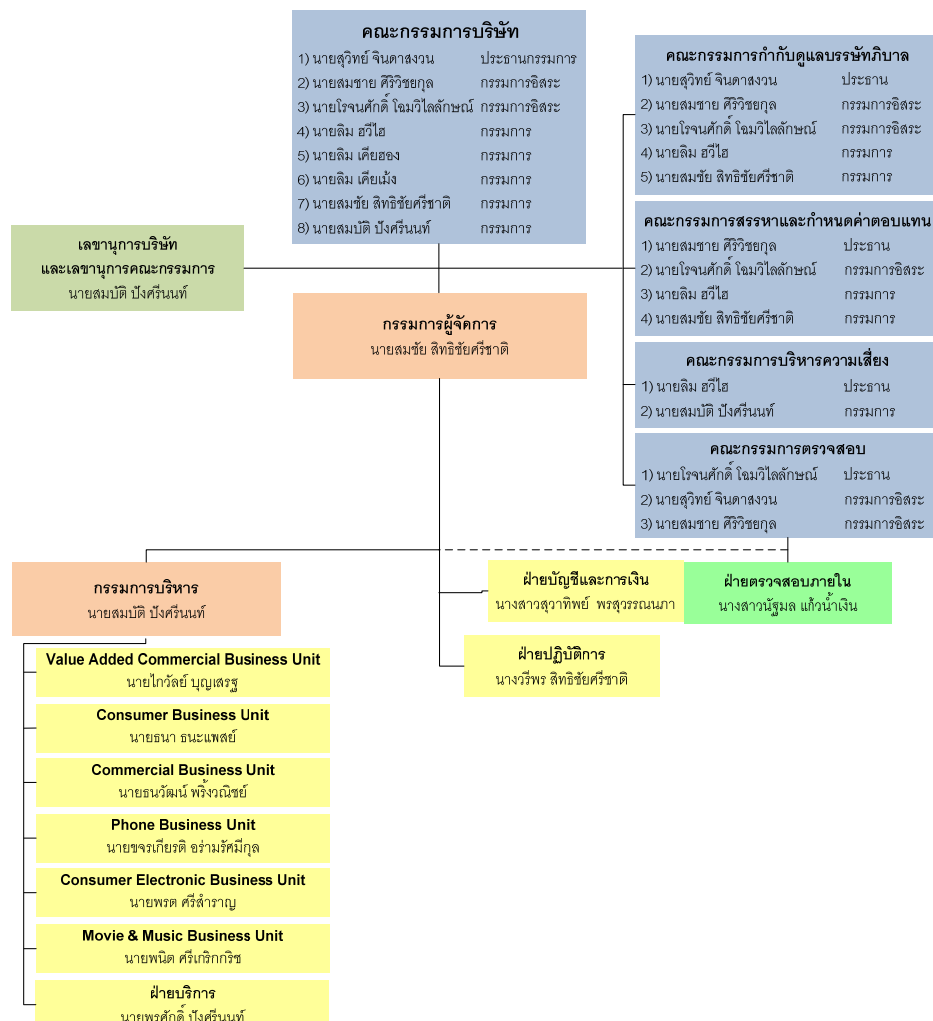 คณะกรรมการบริษัท
1) นายสุวิทย์ จินดาสงวน ประธานกรรมการ
2) นายสมชาย ศิริวิชยกุล กรรมการอิสระ
3) นายโรจนศักดิ์ โฉมวิไลลักษณ์ กรรมการอิสระ
4) นายลิม ฮวีไฮ กรรมการ
5) นายลิม เคียฮอง กรรมการ
6) นายลิม เคียเม้ง กรรมการ
7) นายสมชัย สิทธิชัยศรีชาติ กรรมการ
8) นายสมบัติ ปังศรีนนท์ กรรมการ
คณะกรรมการกำกับดูแลบรรษัทภิบาล
1) นายสุวิทย์ จินดาสงวน ประธาน
2) นายสมชาย ศิริวิชยกุล กรรมการอิสระ
3) นายโรจนศักดิ์ โฉมวิไลลักษณ์ กรรมการอิสระ
4) นายลิม ฮวีไฮ กรรมการ
5) นายสมชัย สิทธิชัยศรีชาติ กรรมการ
คณะกรรมการสรรหาและกำหนดค่าตอบแทน
1) นายสมชาย ศิริวิชยกุล ประธาน
2) นายโรจนศักดิ์ โฉมวิไลลักษณ์ กรรมการอิสระ
3) นายลิม ฮวีไฮ กรรมการ
4) นายสมชัย สิทธิชัยศรีชาติ กรรมการ
เลขานุการบริษัท
และเลขานุการคณะกรรมการ
นายสมบัติ ปังศรีนนท์
กรรมการผู้จัดการ
นายสมชัย สิทธิชัยศรีชาติ
คณะกรรมการบริหารความเสี่ยง
1) นายลิม ฮวีไฮ ประธาน
2) นายสมบัติ ปังศรีนนท์ กรรมการ
คณะกรรมการตรวจสอบ
1) นายโรจนศักดิ์ โฉมวิไลลักษณ์ ประธาน
2) นายสุวิทย์ จินดาสงวน กรรมการอิสระ
3) นายสมชาย ศิริวิชยกุล กรรมการอิสระ
กรรมการบริหาร
นายสมบัติ ปังศรีนนท์
ฝ่ายบัญชีและการเงิน
นางสาวสุวาทิพย์ พรสุวรรณนภา
ฝ่ายตรวจสอบภายใน
นางสาวนัฐมล แก้วน้ำเงิน
ฝ่ายปฏิบัติการ
นางวรีพร สิทธิชัยศรีชาติ
Value Added Commercial Business Unit
นายไกวัลย์ บุญเสรฐ
Consumer Business Unit
นายธนา ธนะแพสย์
Commercial Business Unit
นายธนวัฒน์ พริ้งวณิชย์
Phone Business Unit
นายขจรเกียรติ อร่ามรัศมีกุล
Consumer Electronic Business Unit
นายพรต ศรีสำราญ
Movie & Music Business Unit
นายพนิต ศรีเกริกกริช
ฝ่ายบริการ
นายพรศักดิ์ ปังศรีนนท์